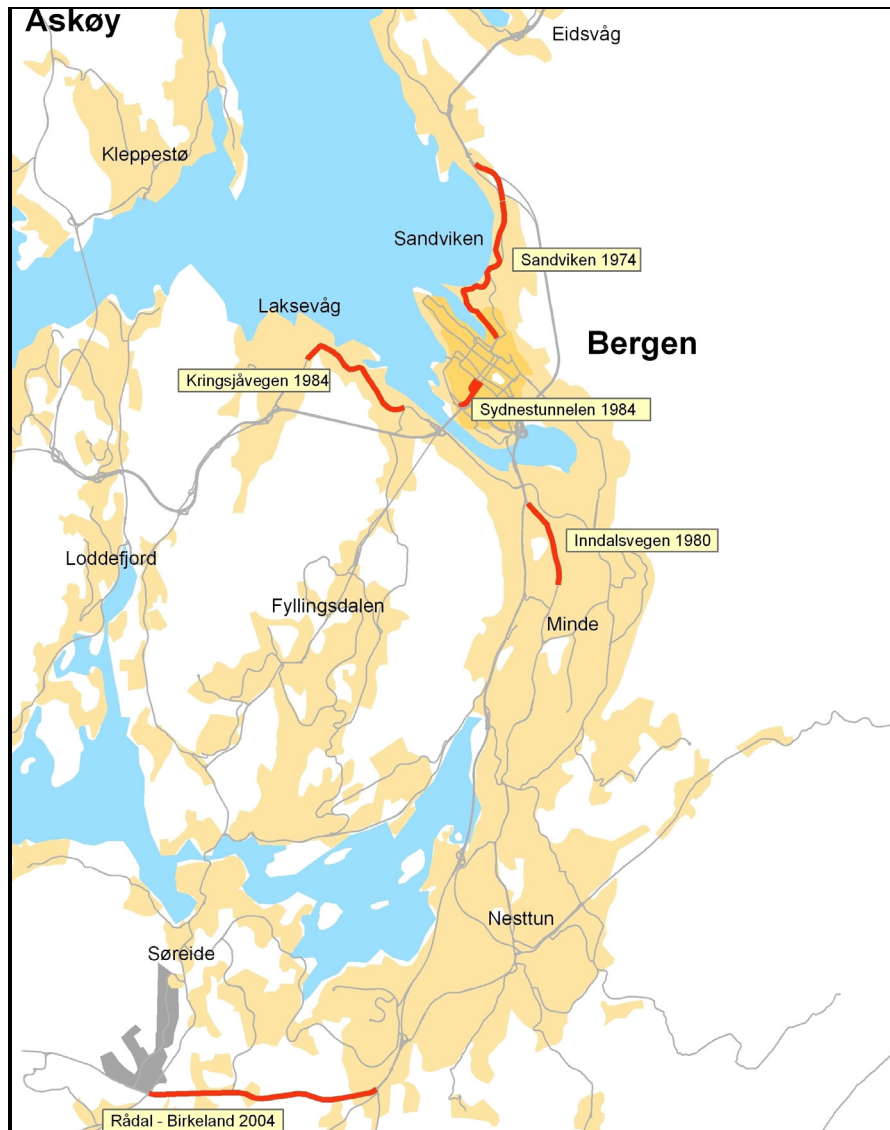 Askøy
Eidsvåg
Kleppestø
Sandviken
Sandviken 1974
Laksevåg
Bergen
Kringsjåvegen 1984
Sydnestunnelen 1984
Inndalsvegen 1980
Loddefjord
Fyllingsdalen
Minde
Nesttun
Søreide
Rådal - Birkeland 2004